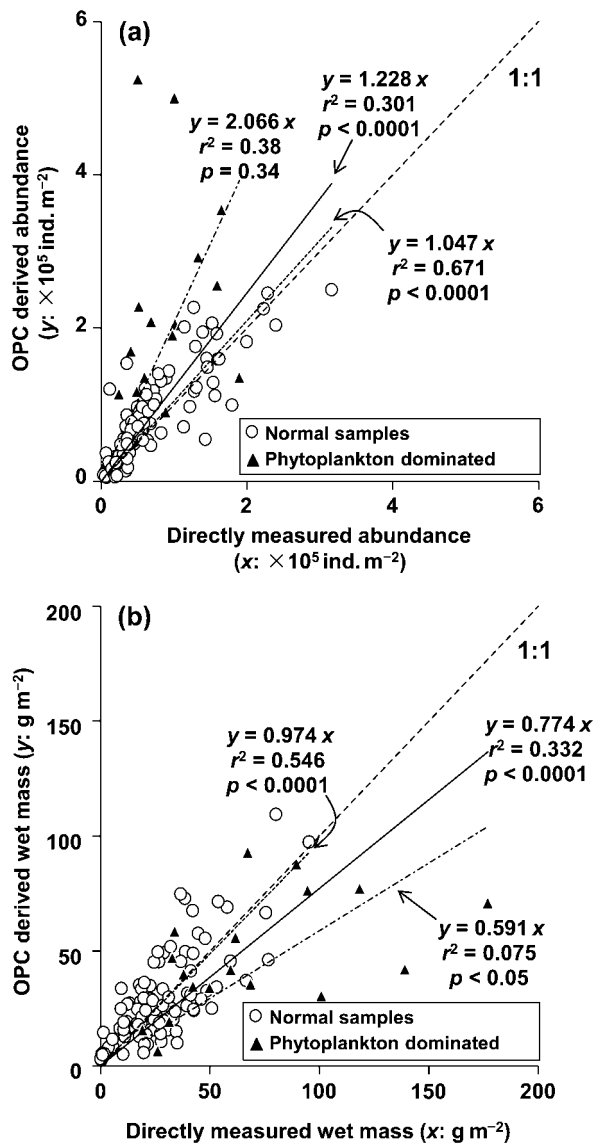 (a)
6
4
2
0
OPC derived abundance
(y: ×10⁵ ind. m⁻²)
y = 2.066 x
r² = 0.38
p = 0.34
y = 1.228 x
r² = 0.301
p < 0.0001
1:1
y = 1.047 x
r² = 0.671
p < 0.0001
Normal samples
Phytoplankton dominated
0 2 4 6
Directly measured abundance
(x: ×10⁵ ind. m⁻²)
(b)
200
150
100
50
0
OPC derived wet mass (y: g m⁻²)
1:1
y = 0.974 x
r² = 0.546
p < 0.0001
y = 0.774 x
r² = 0.332
p < 0.0001
y = 0.591 x
r² = 0.075
p < 0.05
Normal samples
Phytoplankton dominated
0 50 100 150 200
Directly measured wet mass (x: g m⁻²)